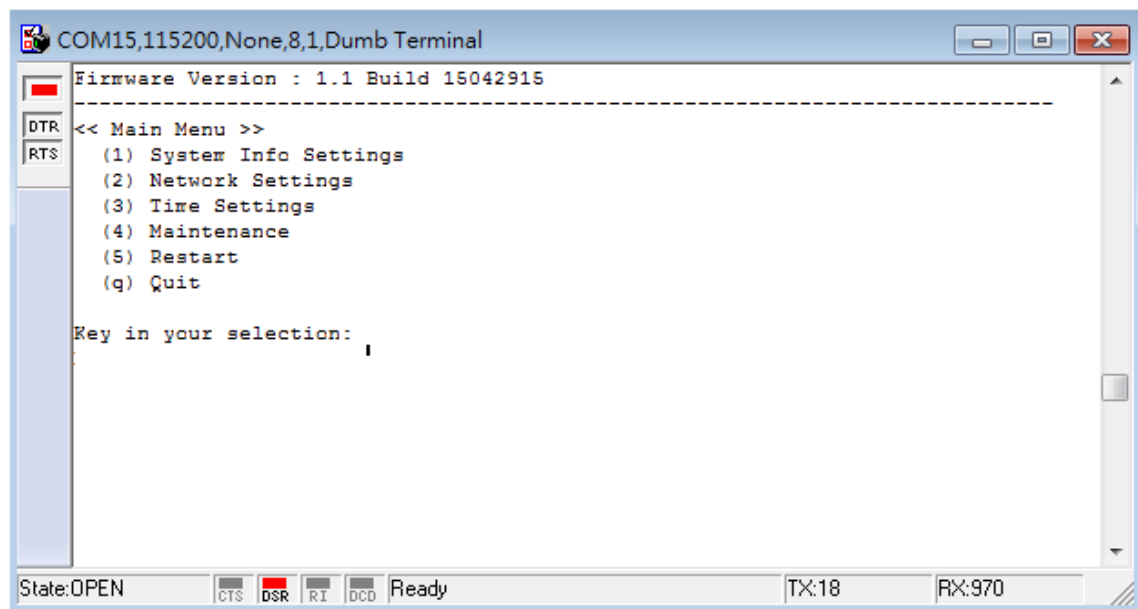 COM15,115200,None,8,1,Dumb Terminal
DTR
RTS
Firmware Version : 1.1 Build 15042915
----------------------------------------------------------------------------
<< Main Menu >>
(1) System Info Settings
(2) Network Settings
(3) Time Settings
(4) Maintenance
(5) Restart
(q) Quit
Key in your selection:
State:OPEN CTS DSR RI DCD Ready TX:18 RX:970